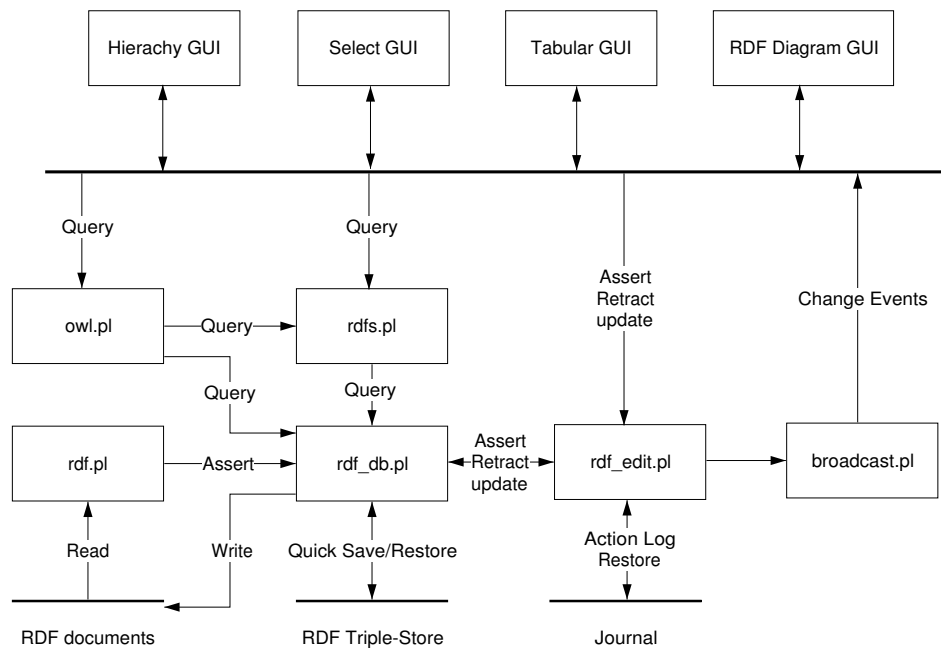 Hierachy GUI
Select GUI
Tabular GUI
RDF Diagram GUI
Query
Query
Assert
Retract
update
Change Events
owl.pl
Query
rdfs.pl
Query
Query
rdf.pl
Assert
rdf_db.pl
Assert
Retract
update
rdf_edit.pl
broadcast.pl
Read
Write
Quick Save/Restore
Action Log
Restore
RDF documents
RDF Triple-Store
Journal